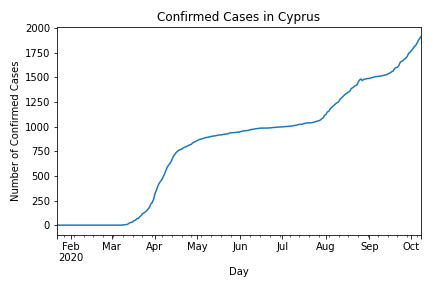 Confirmed Cases in Cyprus
Number of Confirmed Cases
2000
1750
1500
1250
1000
750
500
250
0
Feb Mar Apr May Jun Jul Aug Sep Oct
2020
Day